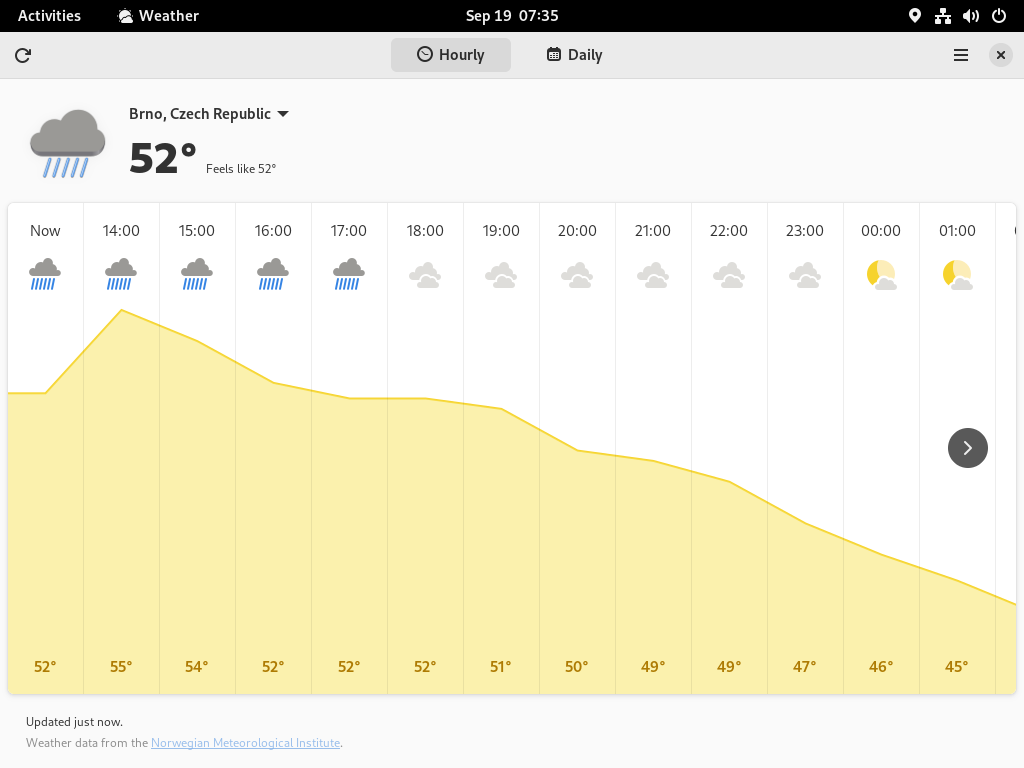 Activities Weather Sep 19 07:35
Hourly Daily
Brno, Czech Republic
52° Feels like 52°
Now 14:00 15:00 16:00 17:00 18:00 19:00 20:00 21:00 22:00 23:00 00:00 01:00
52° 55° 54° 52° 52° 52° 51° 50° 49° 49° 47° 46° 45°
Updated just now.
Weather data from the Norwegian Meteorological Institute.